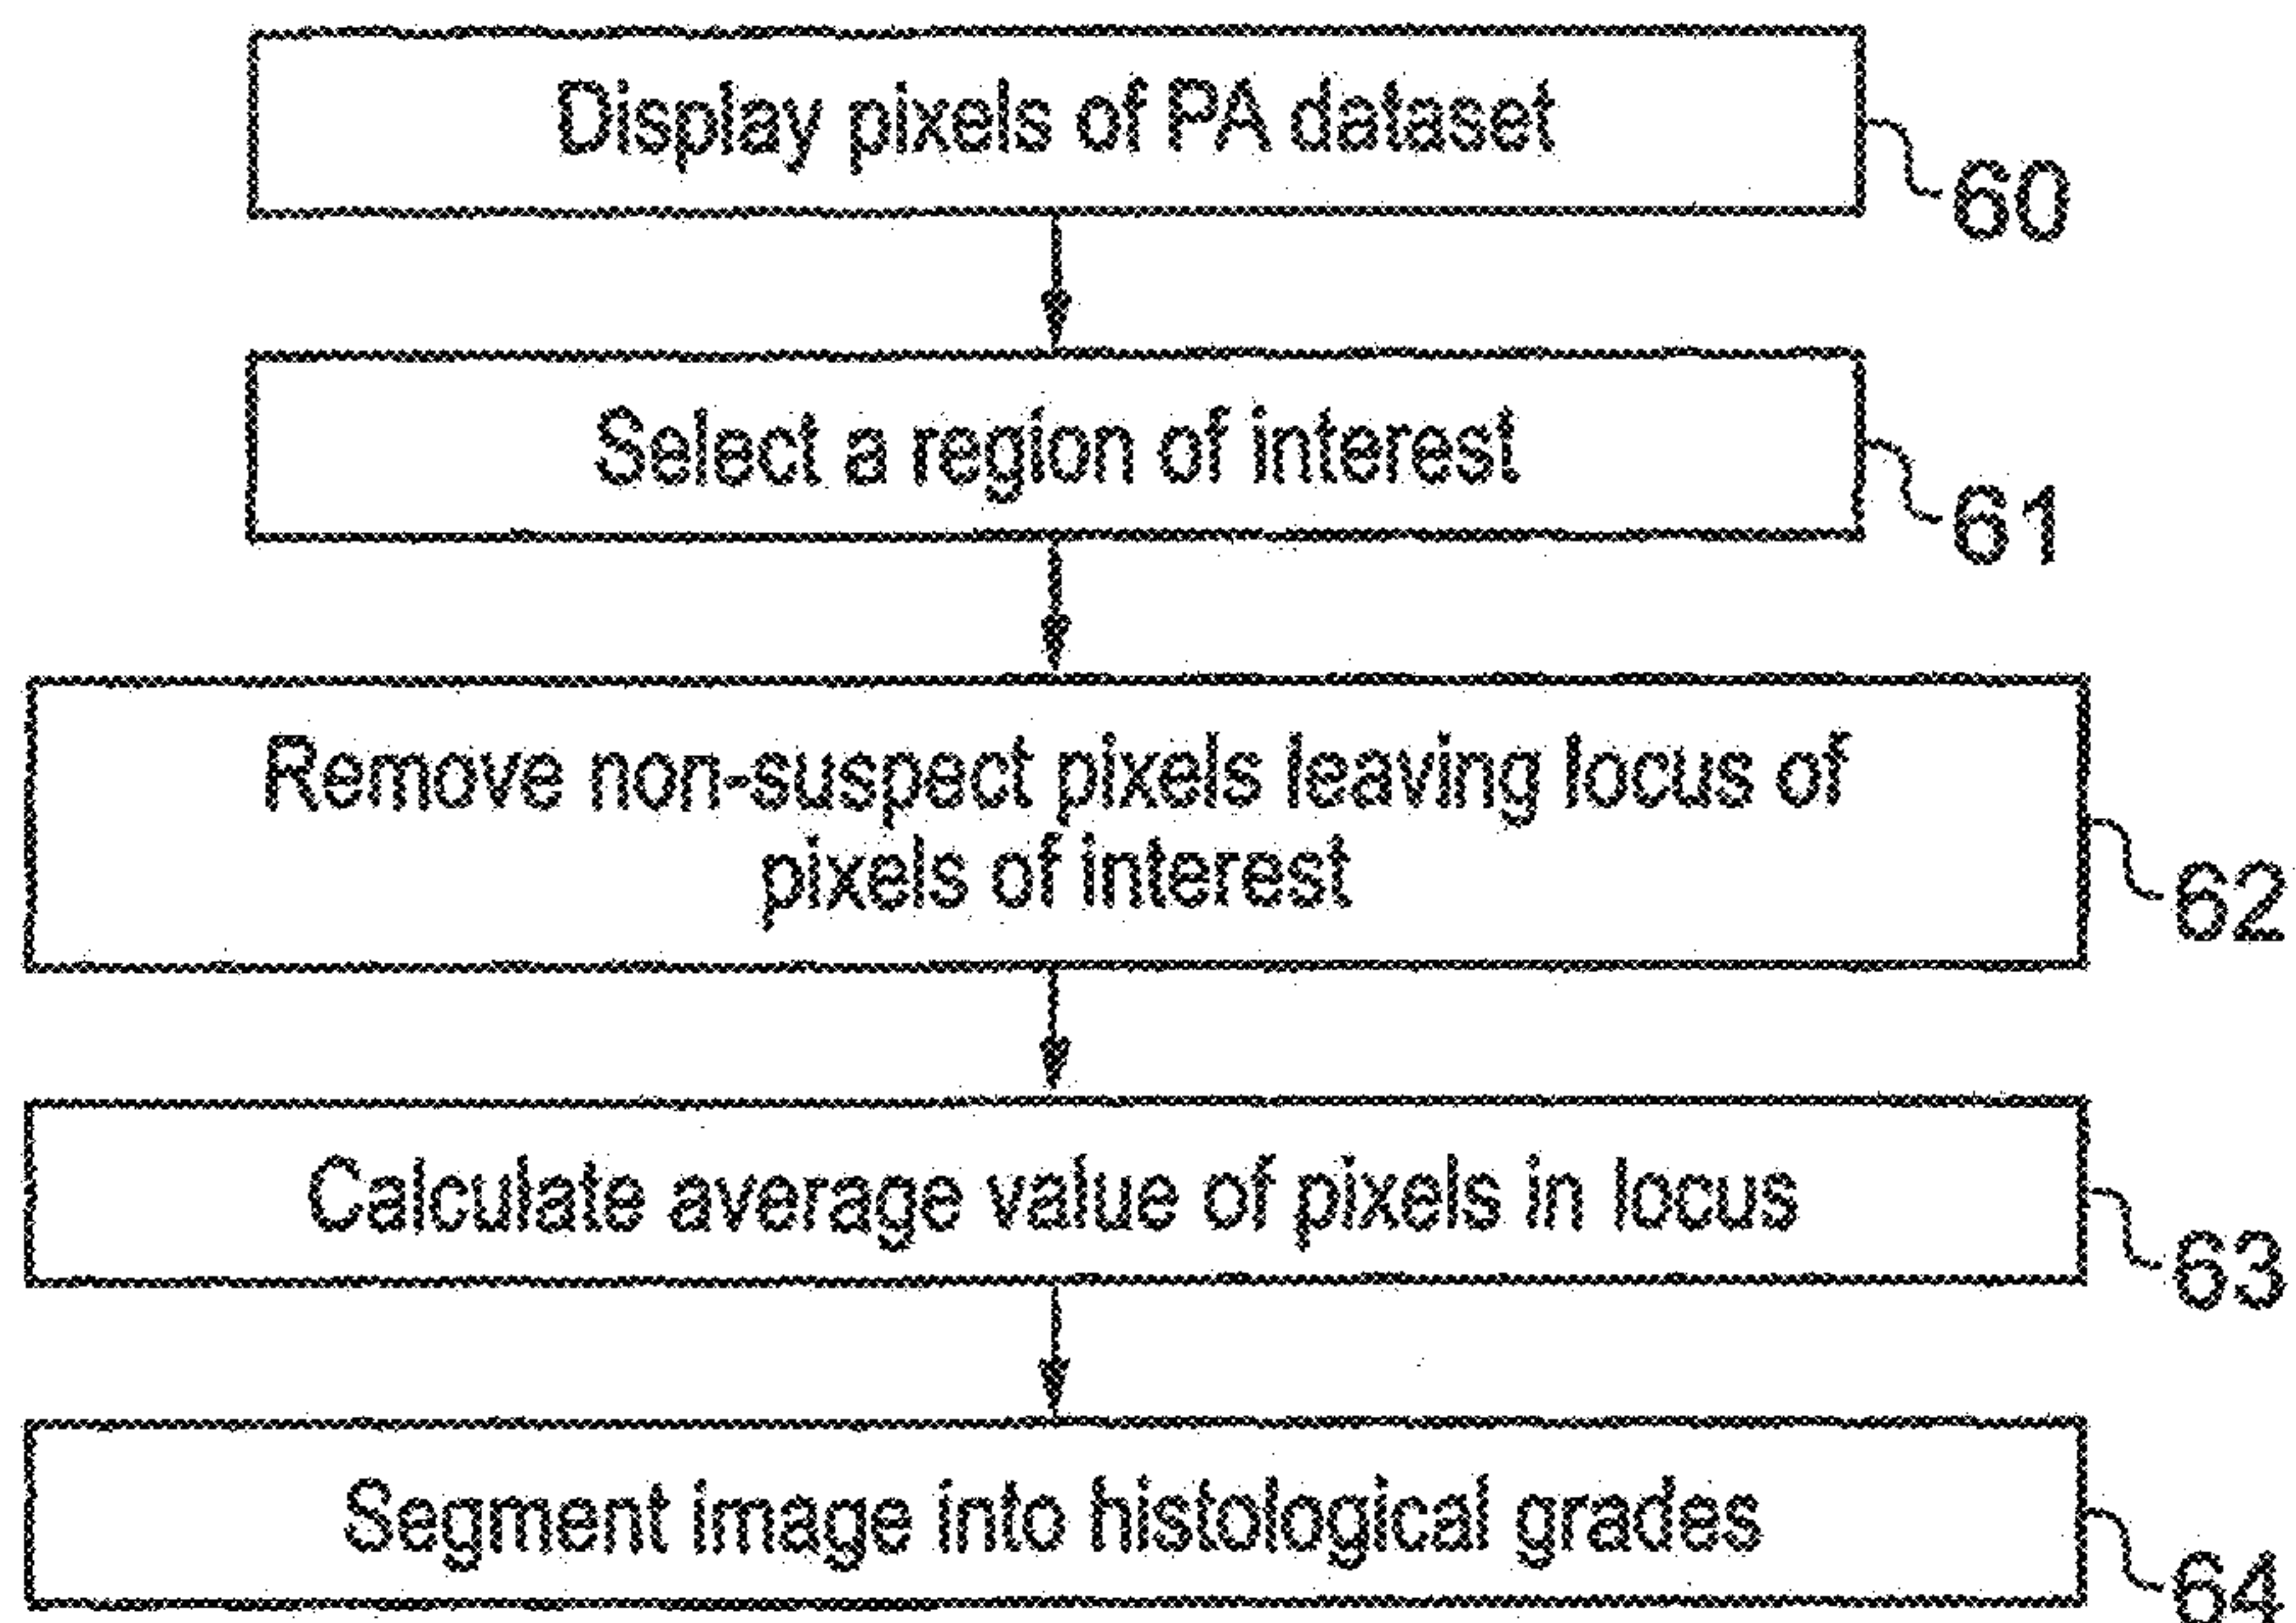 Display pixels of PA dataset
60
Select a region of interest
61
Remove non-suspect pixels leaving locus of
pixels of interest
62
Calculate average value of pixels in locus
63
Segment image into histological grades
64